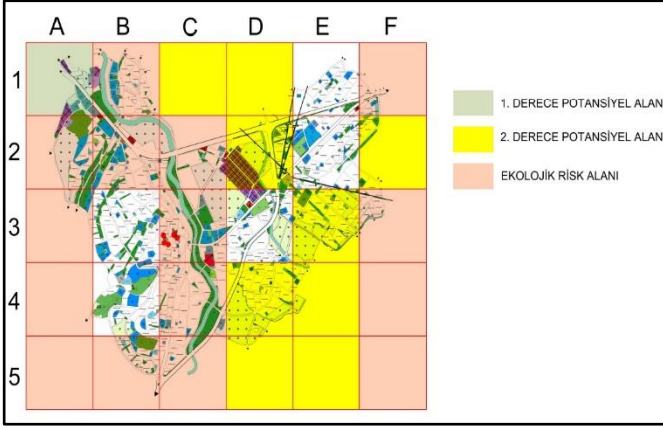 A B C D E F
1
2
3
4
5
1. DERECE POTANSİYEL ALAN
2. DERECE POTANSİYEL ALAN
EKOLOJİK RİSK ALANI